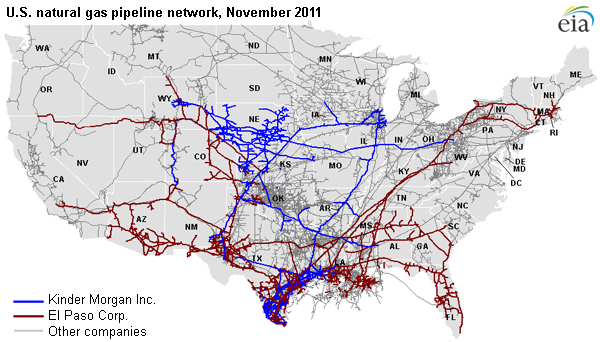 U.S. natural gas pipeline network, November 2011
eia
WA
MT
ND
MN
ME
OR
ID
SD
WI
MI
VT
NH
WY
NY
MA
CT
RI
NE
IA
PA
NV
UT
CO
IL
IN
OH
NJ
CA
KS
MO
KY
WV
VA
DE
MD
DC
AZ
NM
OK
AR
TN
NC
SC
TX
LA
MS
AL
GA
FL
Kinder Morgan Inc.
El Paso Corp.
Other companies